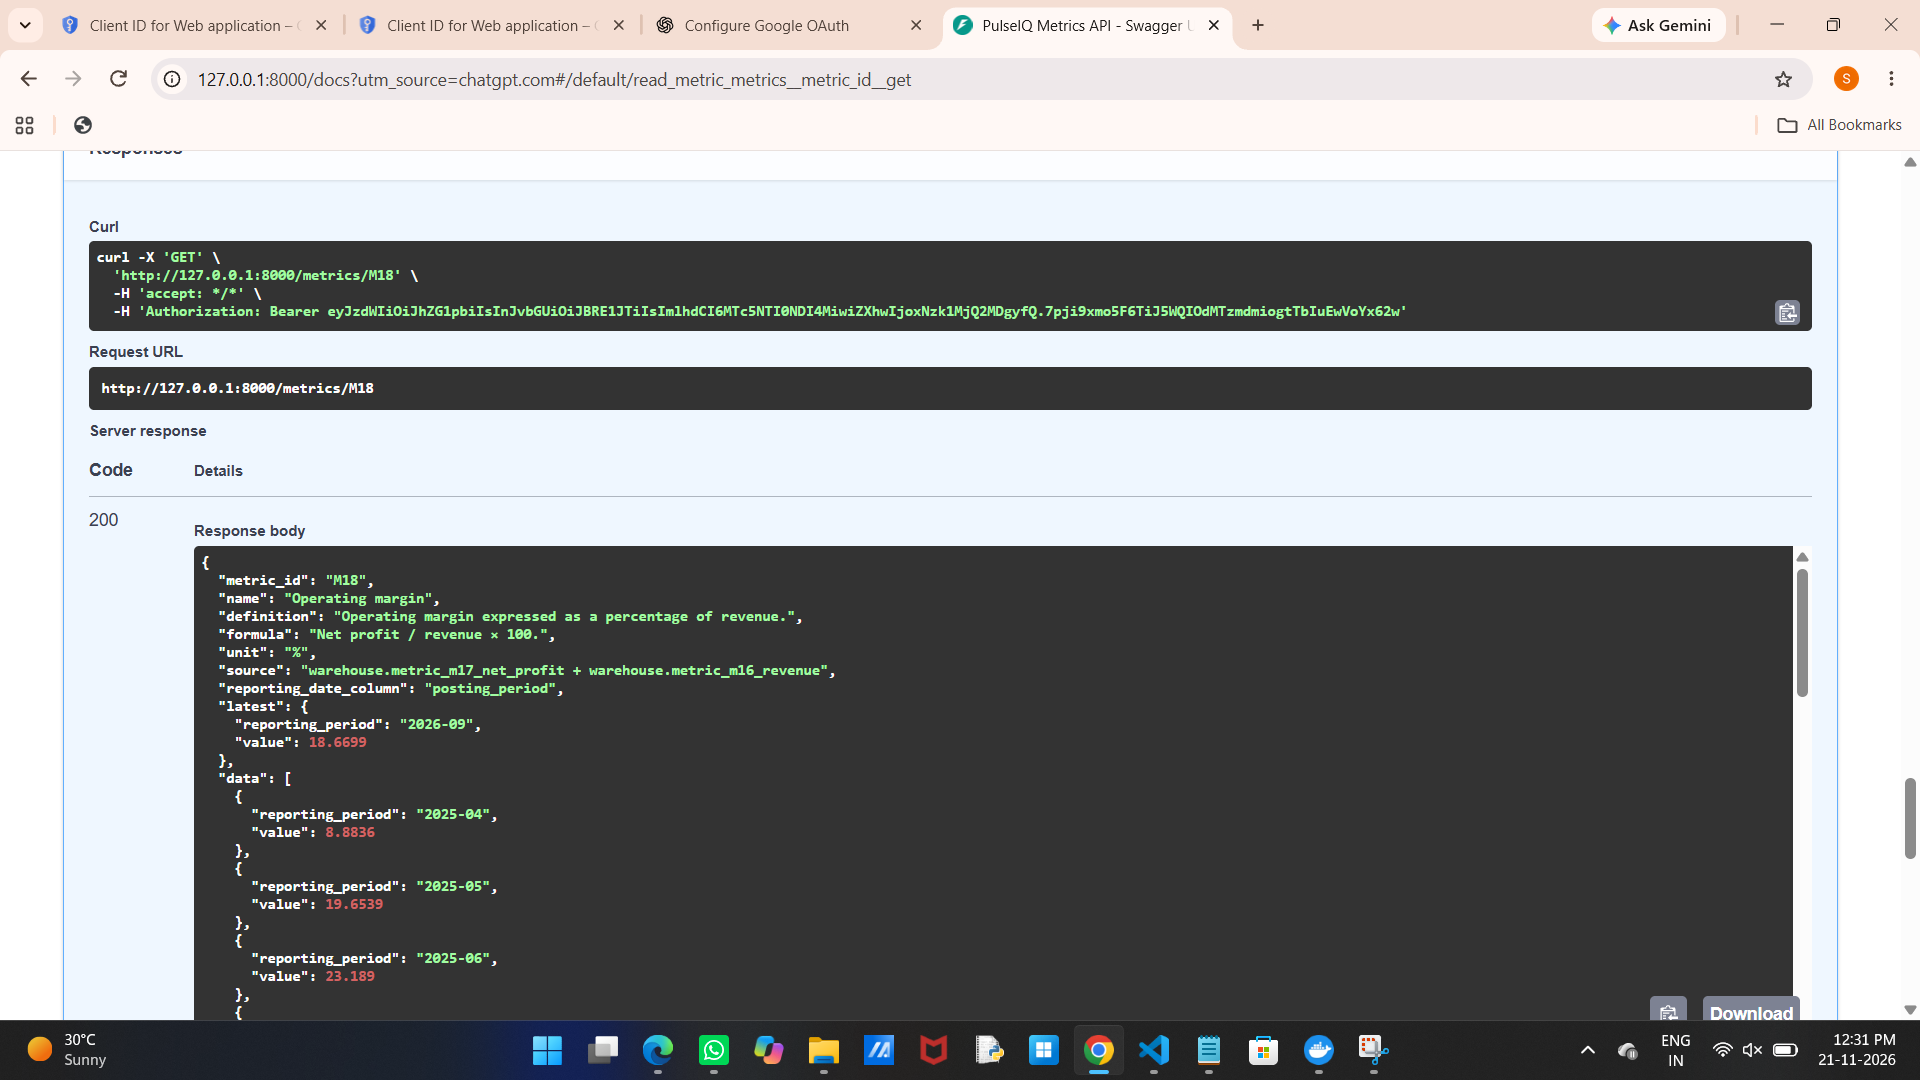 Client ID for Web application –
Client ID for Web application –
Configure Google OAuth
PulseIQ Metrics API - Swagger U
Ask Gemini
127.0.0.1:8000/docs?utm_source=chatgpt.com#/default/read_metric_metrics__metric_id__get
S
All Bookmarks
Responses
Curl
curl -X 'GET' \
'http://127.0.0.1:8000/metrics/M18' \
-H 'accept: */*' \
-H 'Authorization: Bearer eyJzdWIiOiJhZG1pbiIsInJvbGUiOiJBRE1JTiIsImlhdCI6MTc5NTI0NDI4MiwiZXhwIjoxNzk1MjQ2MDgyfQ.7pji9xmo5F6TiJ5WQIOdMTzmdmiogtTbIuEwVoYx62w'
Request URL
http://127.0.0.1:8000/metrics/M18
Server response
Code Details
200
Response body
{
"metric_id": "M18",
"name": "Operating margin",
"definition": "Operating margin expressed as a percentage of revenue.",
"formula": "Net profit / revenue × 100.",
"unit": "%",
"source": "warehouse.metric_m17_net_profit + warehouse.metric_m16_revenue",
"reporting_date_column": "posting_period",
"latest": {
"reporting_period": "2026-09",
"value": 18.6699
},
"data": [
{
"reporting_period": "2025-04",
"value": 8.8836
},
{
"reporting_period": "2025-05",
"value": 19.6539
},
{
"reporting_period": "2025-06",
"value": 23.189
},
{
Download
30°C
Sunny
ENG
IN
12:31 PM
21-11-2026